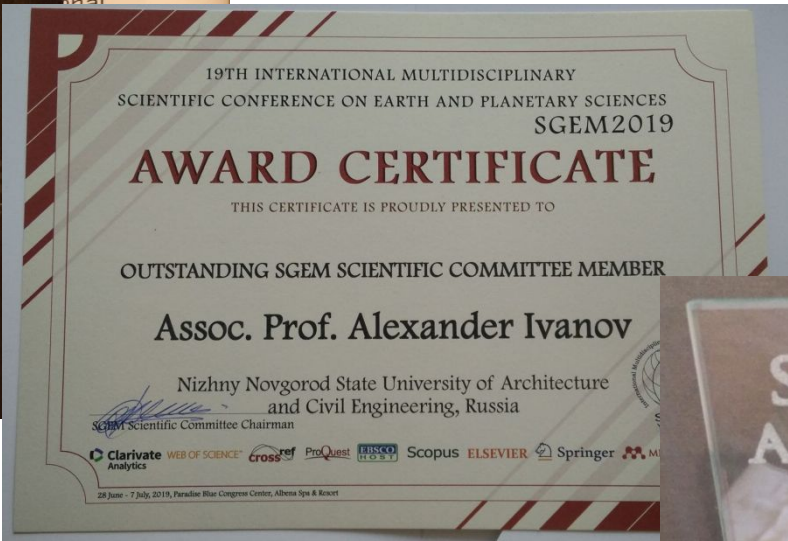 19TH INTERNATIONAL MULTIDISCIPLINARY
SCIENTIFIC CONFERENCE ON EARTH AND PLANETARY SCIENCES
SGEM2019
AWARD CERTIFICATE
THIS CERTIFICATE IS PROUDLY PRESENTED TO
OUTSTANDING SGEM SCIENTIFIC COMMITTEE MEMBER
Assoc. Prof. Alexander Ivanov
Nizhny Novgorod State University of Architecture
and Civil Engineering, Russia
SGEM Scientific Committee Chairman
Clarivate Analytics WEB OF SCIENCE™ Crossref ProQuest EBSCO HOST Scopus ELSEVIER Springer
28 June - 7 July, 2019, Paradise Blue Congress Center, Albena Spa & Resort